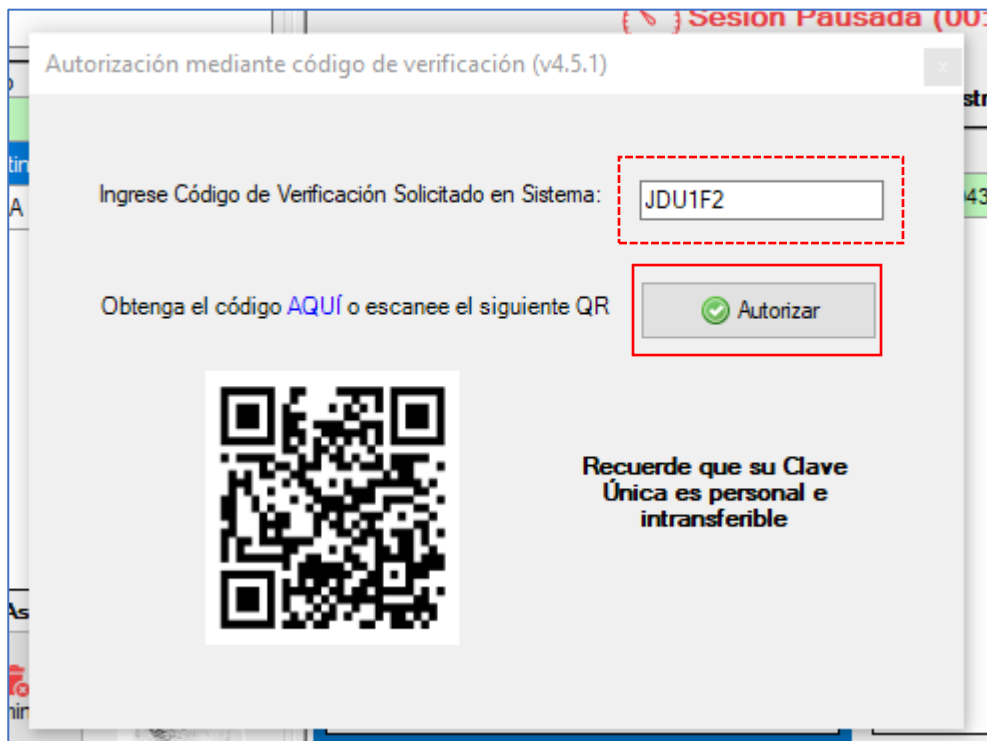 Sesión Pausada (00:
Autorización mediante código de verificación (v4.5.1)
Ingrese Código de Verificación Solicitado en Sistema:
JDU1F2
Obtenga el código AQUÍ o escanee el siguiente QR
Autorizar
Recuerde que su Clave
Única es personal e
intransferible